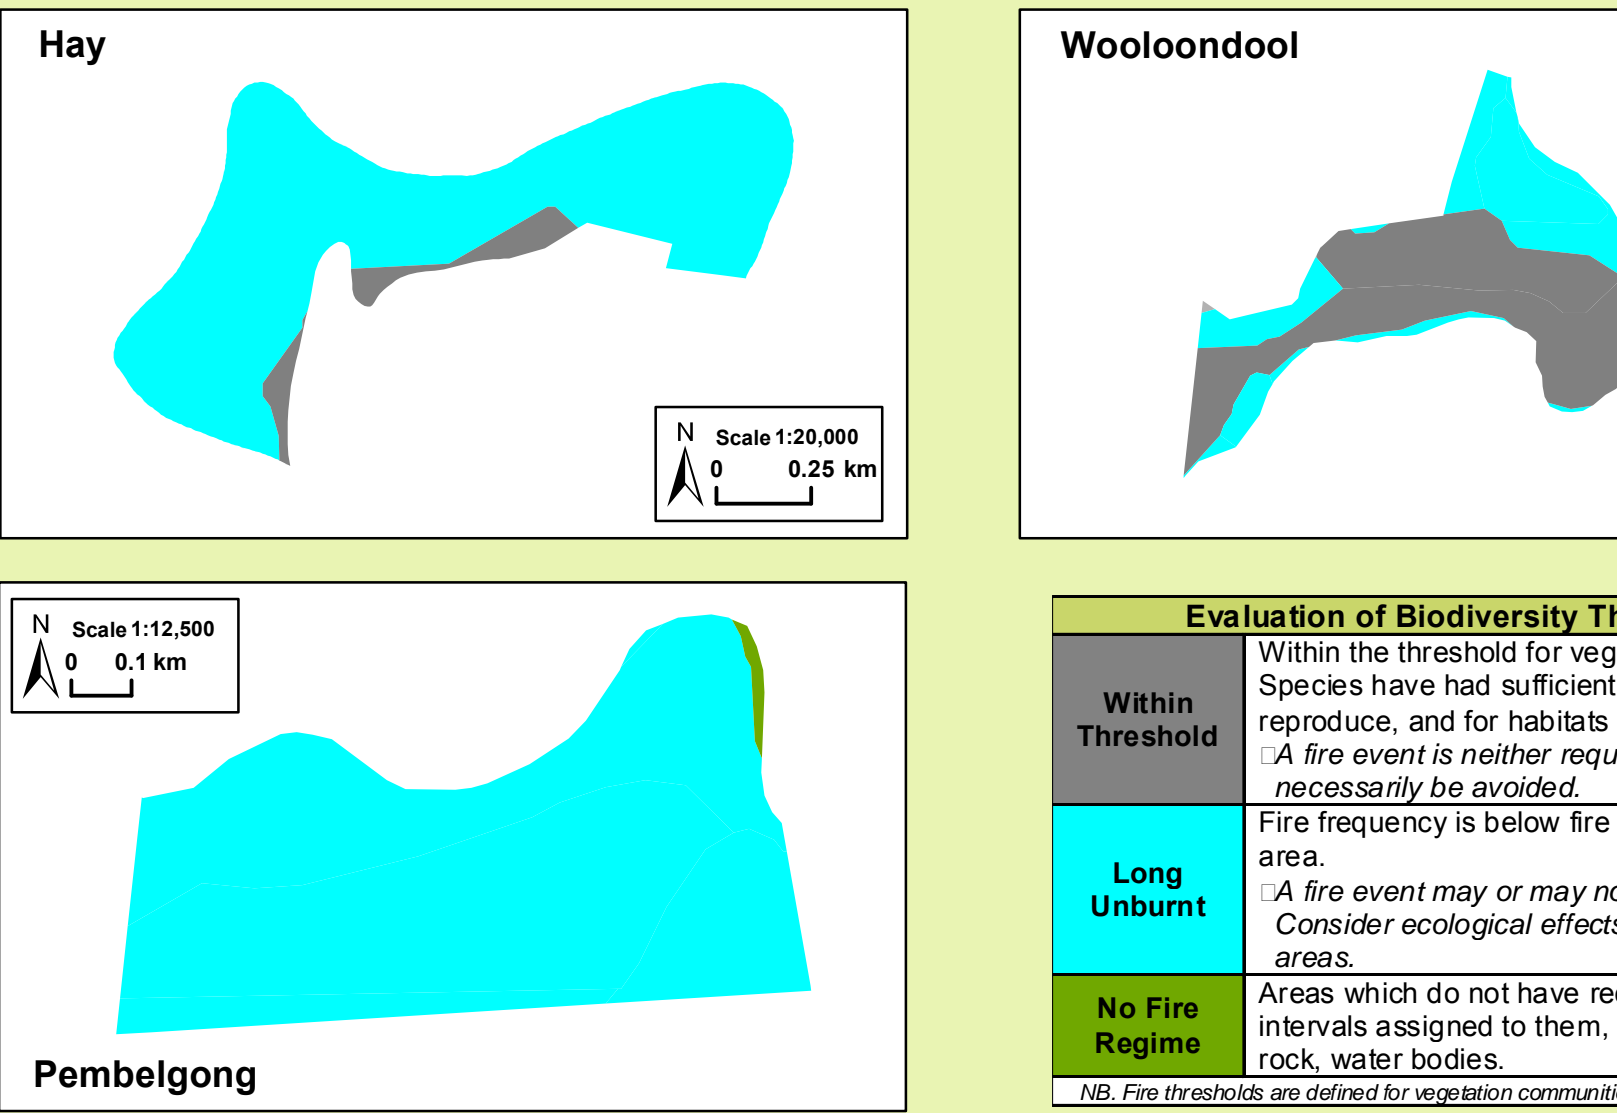 Hay
N
Scale 1:20,000
0 0.25 km
Wooloondool
N
Scale 1:12,500
0 0.1 km
Pembelgong
Evaluation of Biodiversity Th
Within
Threshold
Within the threshold for veg
Species have had sufficient
reproduce, and for habitats
□A fire event is neither requ
necessarily be avoided.
Long
Unburnt
Fire frequency is below fire
area.
□A fire event may or may no
Consider ecological effects
areas.
No Fire
Regime
Areas which do not have re
intervals assigned to them,
rock, water bodies.
NB. Fire thresholds are defined for vegetation communiti